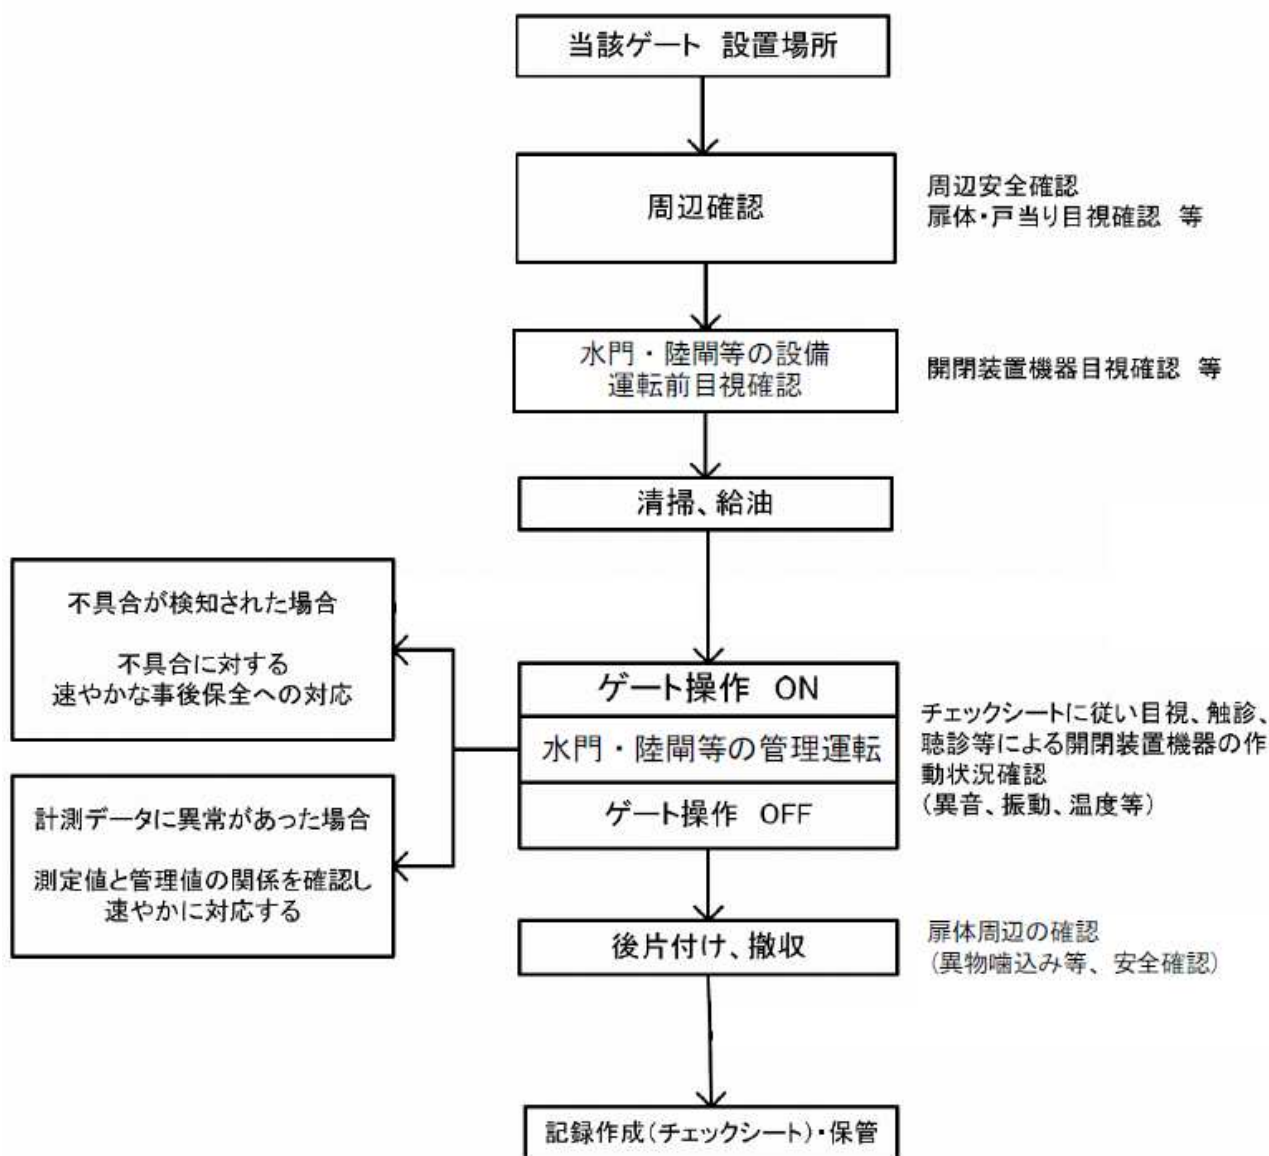 当該ゲート 設置場所
周辺確認
周辺安全確認
扉体・戸当り目視確認 等
水門・陸閘等の設備
運転前目視確認
開閉装置機器目視確認 等
清掃、給油
不具合が検知された場合
不具合に対する
速やかな事後保全への対応
計測データに異常があった場合
測定値と管理値の関係を確認し
速やかに対応する
ゲート操作 ON
水門・陸閘等の管理運転
ゲート操作 OFF
チェックシートに従い目視、触診、
聴診等による開閉装置機器の作
動状況確認
(異音、振動、温度等)
後片付け、撤収
扉体周辺の確認
(異物噛込み等、安全確認)
記録作成(チェックシート)・保管